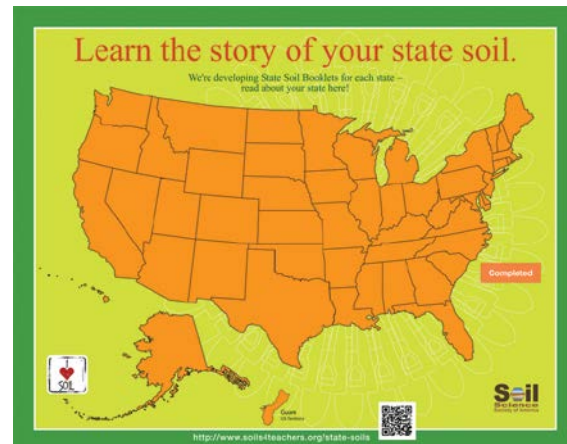 Learn the story of your state soil.
We're developing State Soil Booklets for each state –
read about your state here!
Completed
I
SOIL
Guam
US Territory
Soil
Science
Society of America
http://www.soils4teachers.org/state-soils